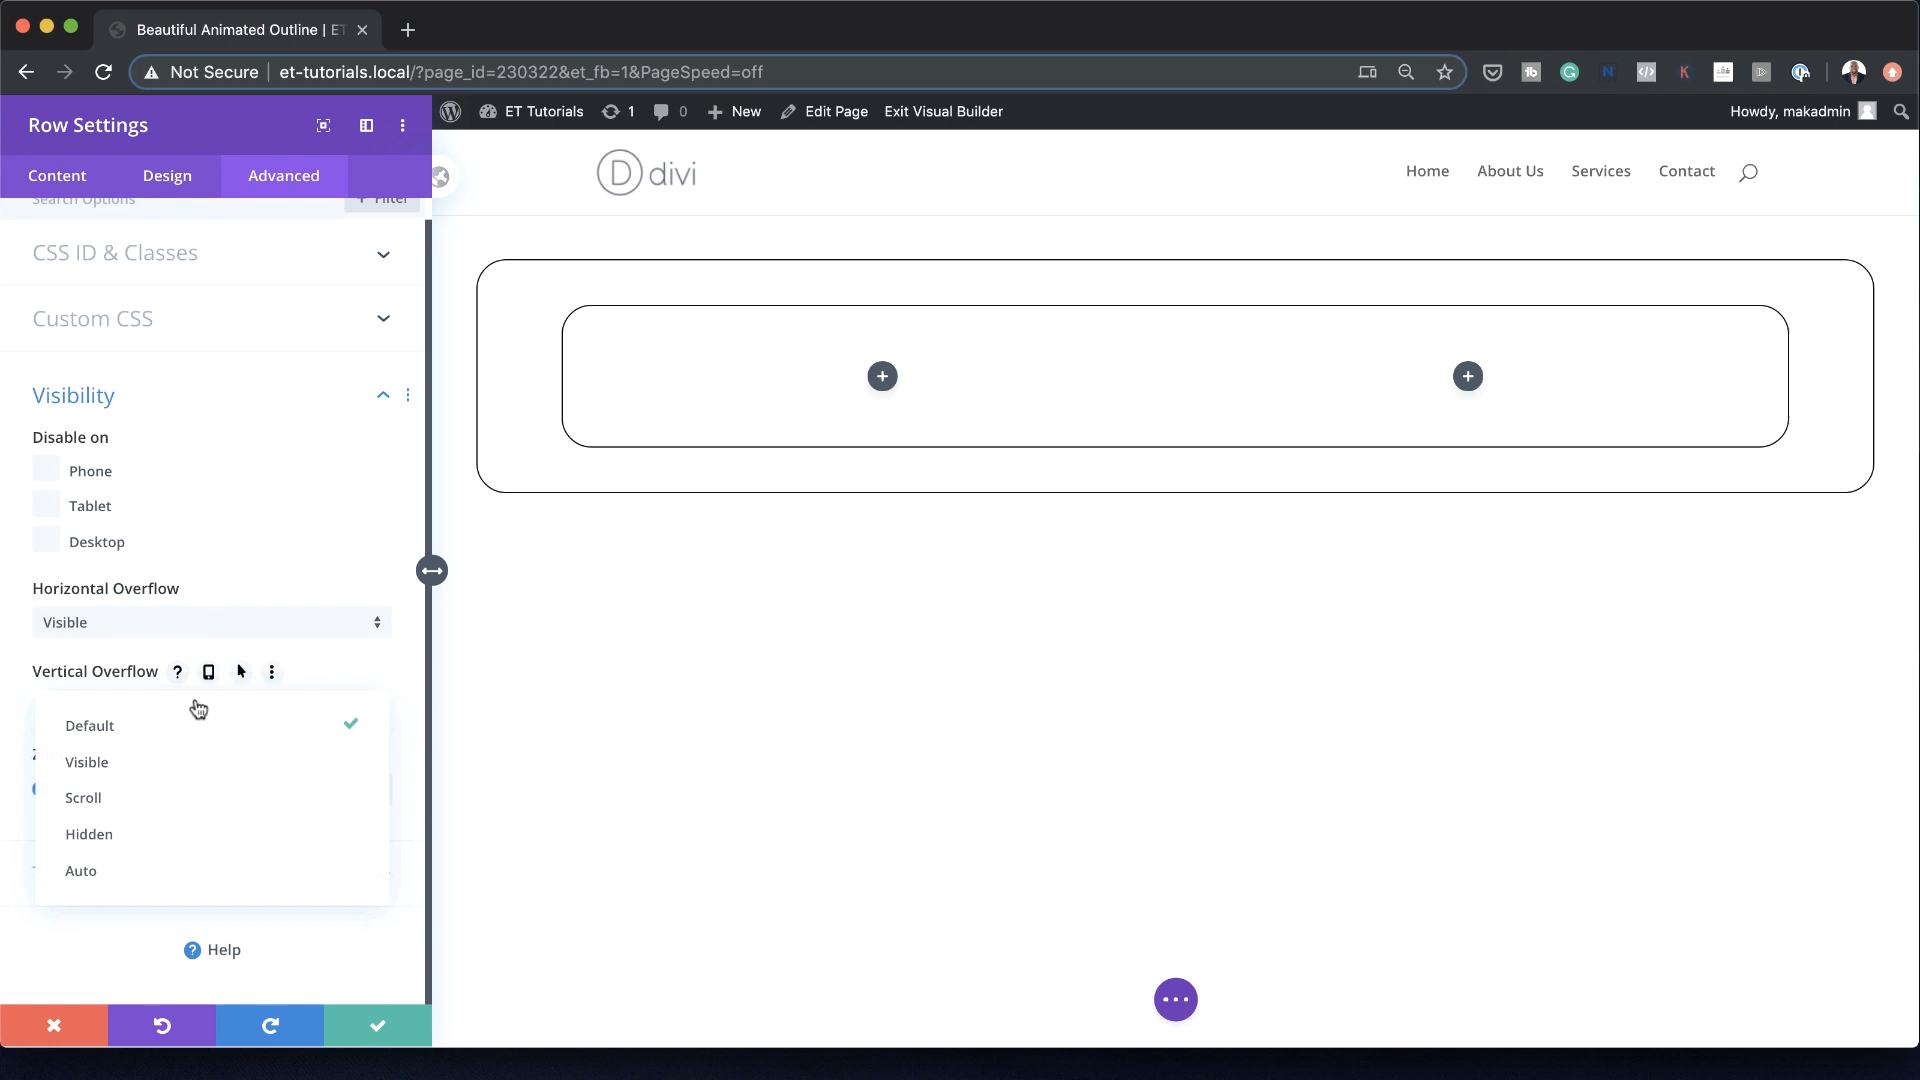 Beautiful Animated Outline | ET
Not Secure
et-tutorials.local/?page_id=230322&et_fb=1&PageSpeed=off
Row Settings
ET Tutorials
1
0
New
Edit Page
Exit Visual Builder
Howdy, makadmin
Content
Design
Advanced
Search Options
+ Filter
divi
Home
About Us
Services
Contact
CSS ID & Classes
Custom CSS
Visibility
Disable on
Phone
Tablet
Desktop
Horizontal Overflow
Visible
Vertical Overflow
Default
Visible
Scroll
Hidden
Auto
Help